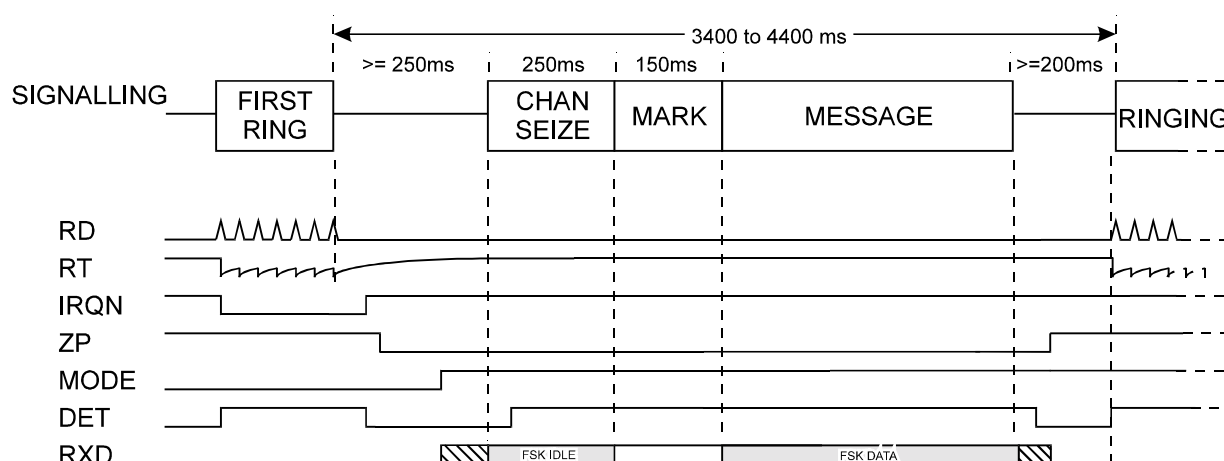 3400 to 4400 ms
>= 250ms 250ms 150ms >=200ms
SIGNALLING FIRST RING CHAN SEIZE MARK MESSAGE RINGING
RD
RT
IRQN
ZP
MODE
DET
RXD FSK IDLE FSK DATA